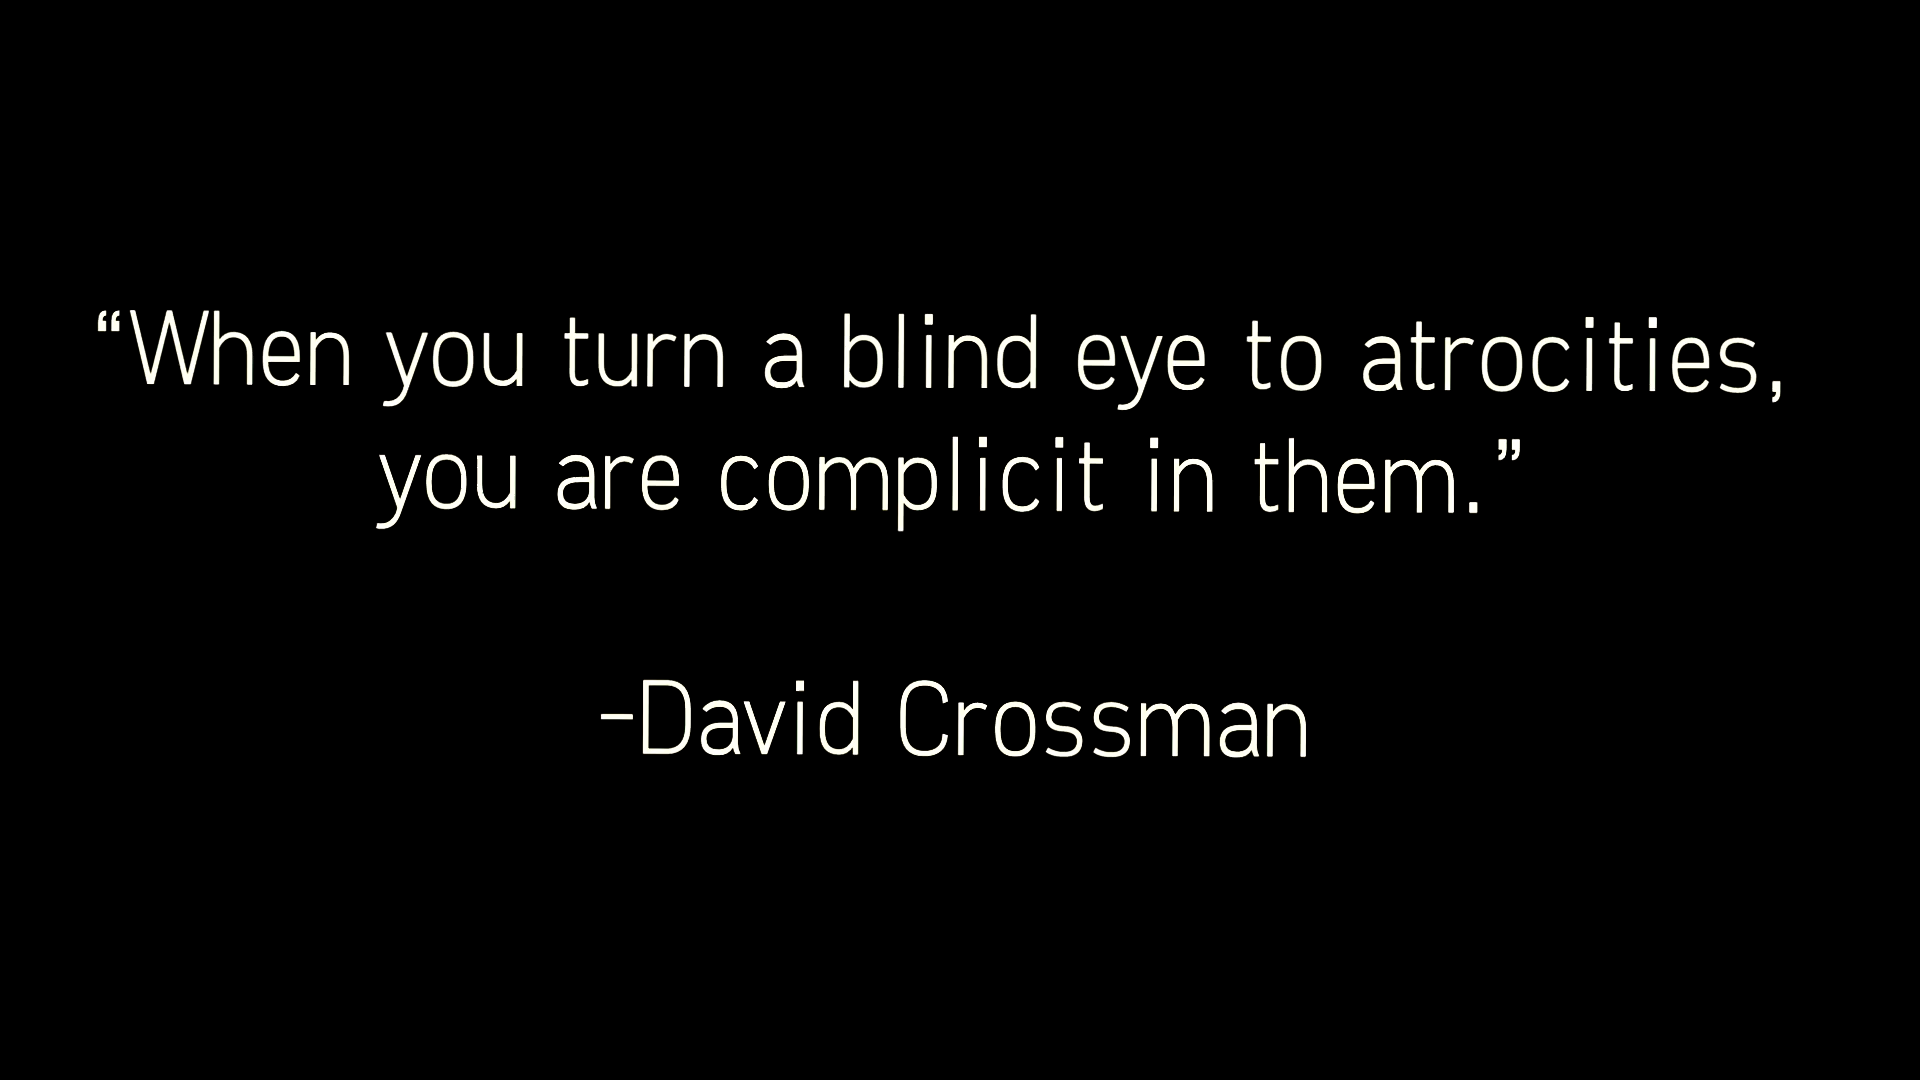 “When you turn a blind eye to atrocities,
you are complicit in them.”
-David Crossman